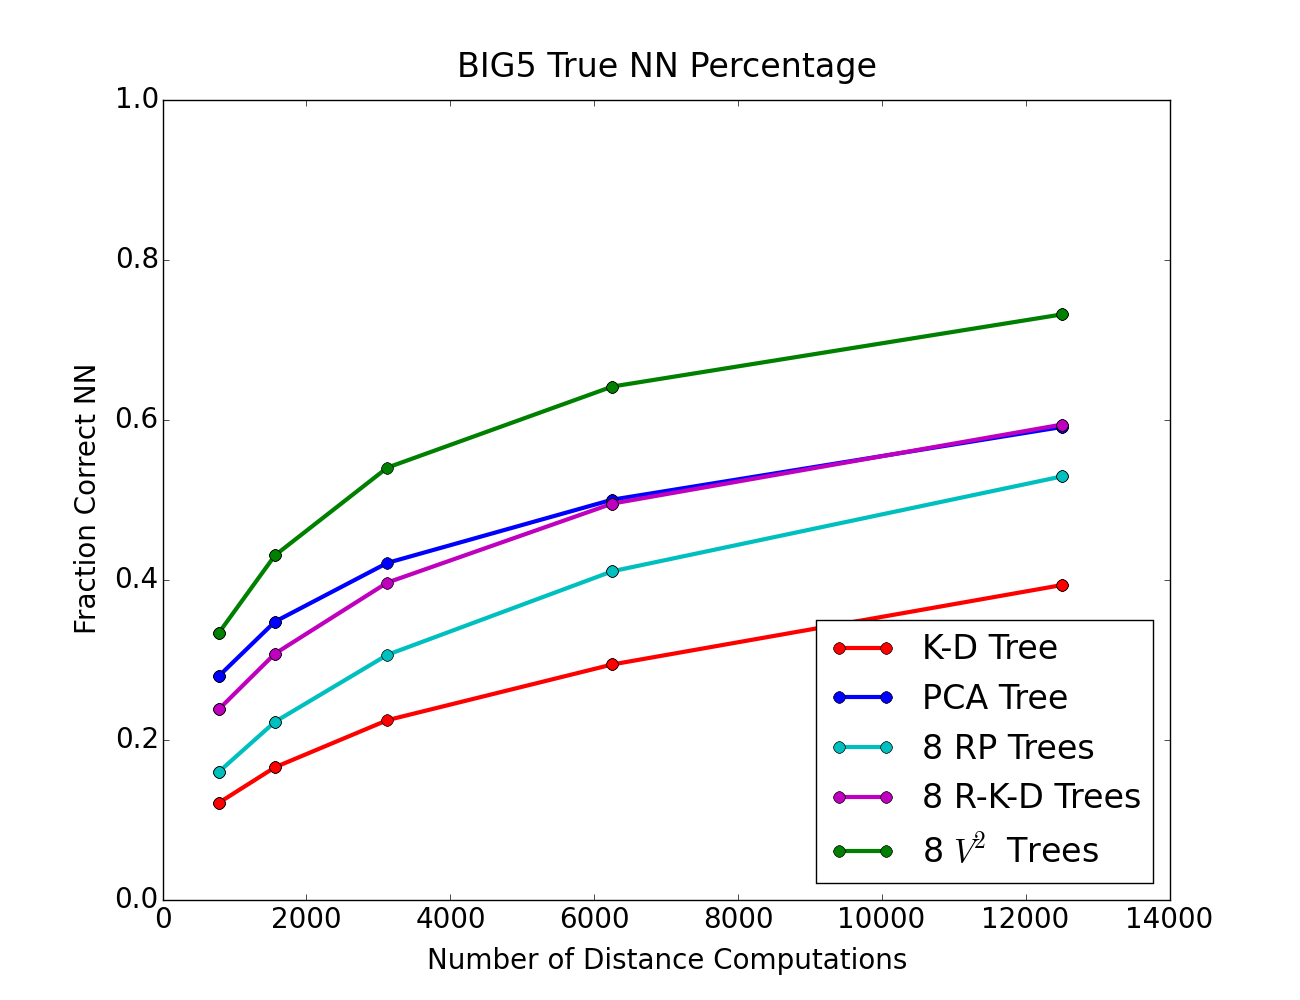 BIG5 True NN Percentage
1.0
0.8
0.6
0.4
0.2
0.0
Fraction Correct NN
K-D Tree
PCA Tree
8 RP Trees
8 R-K-D Trees
8 V² Trees
0 2000 4000 6000 8000 10000 12000 14000
Number of Distance Computations